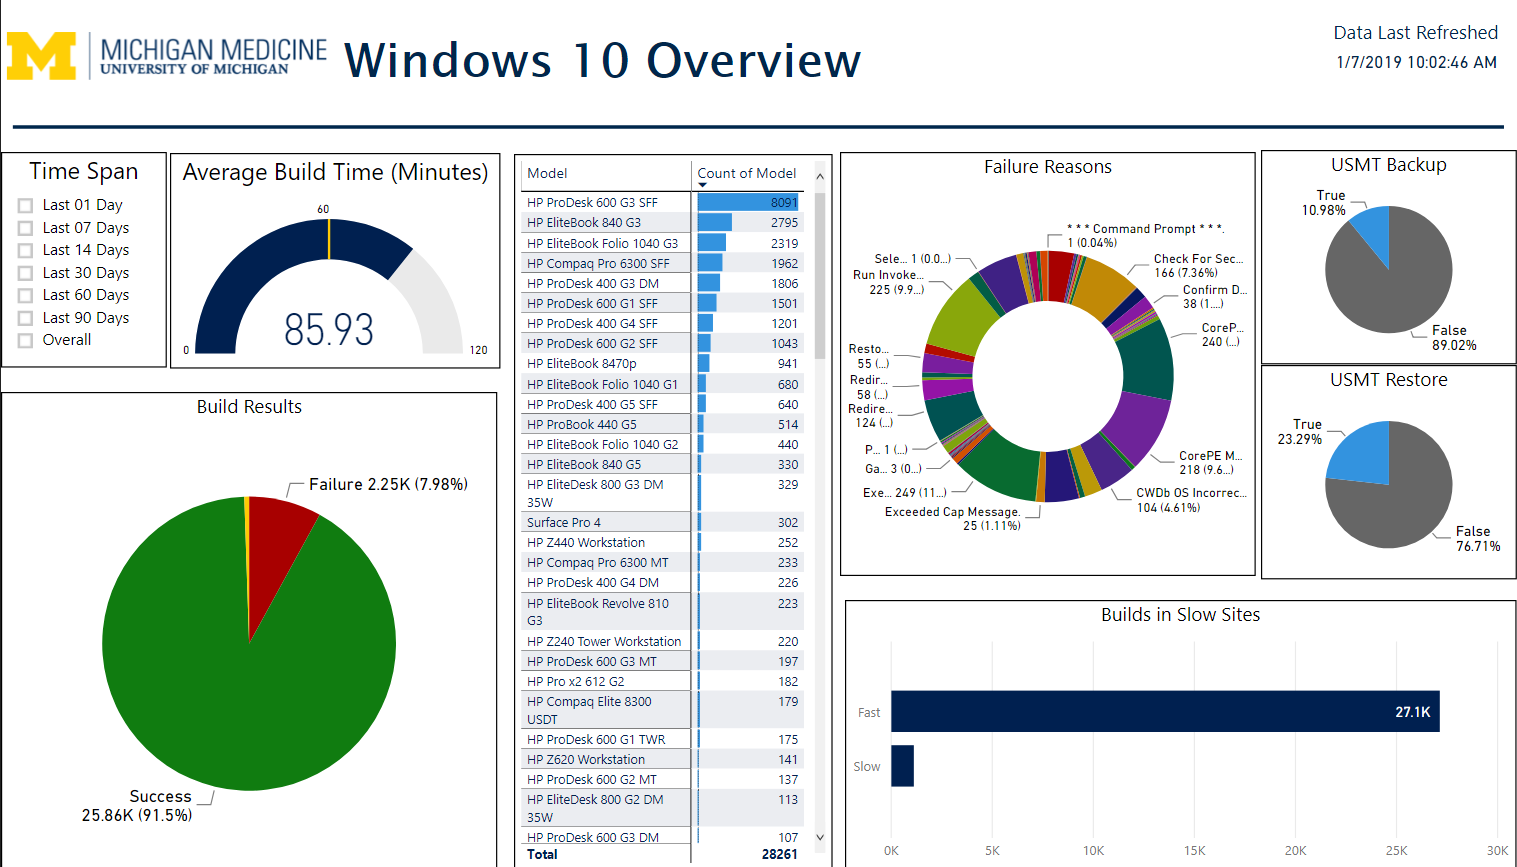 M
MICHIGAN MEDICINE
UNIVERSITY OF MICHIGAN
Windows 10 Overview
Data Last Refreshed
1/7/2019 10:02:46 AM
Time Span
Last 01 Day
Last 07 Days
Last 14 Days
Last 30 Days
Last 60 Days
Last 90 Days
Overall
Average Build Time (Minutes)
60
85.93
0
120
Build Results
Failure 2.25K (7.98%)
Success
25.86K (91.5%)
Model Count of Model
HP ProDesk 600 G3 SFF 8091
HP EliteBook 840 G3 2795
HP EliteBook Folio 1040 G3 2319
HP Compaq Pro 6300 SFF 1962
HP ProDesk 400 G3 DM 1806
HP ProDesk 600 G1 SFF 1501
HP ProDesk 400 G4 SFF 1201
HP ProDesk 600 G2 SFF 1043
HP EliteBook 8470p 941
HP EliteBook Folio 1040 G1 680
HP ProDesk 400 G5 SFF 640
HP ProBook 440 G5 514
HP EliteBook Folio 1040 G2 440
HP EliteBook 840 G5 330
HP EliteDesk 800 G3 DM 329
35W
Surface Pro 4 302
HP Z440 Workstation 252
HP Compaq Pro 6300 MT 233
HP ProDesk 400 G4 DM 226
HP EliteBook Revolve 810 223
G3
HP Z240 Tower Workstation 220
HP ProDesk 600 G3 MT 197
HP Pro x2 612 G2 182
HP Compaq Elite 8300 179
USDT
HP ProDesk 600 G1 TWR 175
HP Z620 Workstation 141
HP ProDesk 600 G2 MT 137
HP EliteDesk 800 G2 DM 113
35W
HP ProDesk 600 G3 DM 107
Total 28261
Failure Reasons
* * * Command Prompt * * *.
1 (0.04%)
Check For Sec...
166 (7.36%)
Confirm D...
38 (1....)
CoreP...
240 (...)
CorePE M...
218 (9.6...)
CWDb OS Incorrec...
104 (4.61%)
Exceeded Cap Message.
25 (1.11%)
Exe... 249 (11...)
Ga... 3 (0...)
P... 1 (...)
Redire...
124 (...)
Redir...
58 (...)
Resto...
55 (...)
Run Invoke...
225 (9.9...)
Sele... 1 (0.0...)
USMT Backup
True
10.98%
False
89.02%
USMT Restore
True
23.29%
False
76.71%
Builds in Slow Sites
Fast
27.1K
Slow
0K 5K 10K 15K 20K 25K 30K